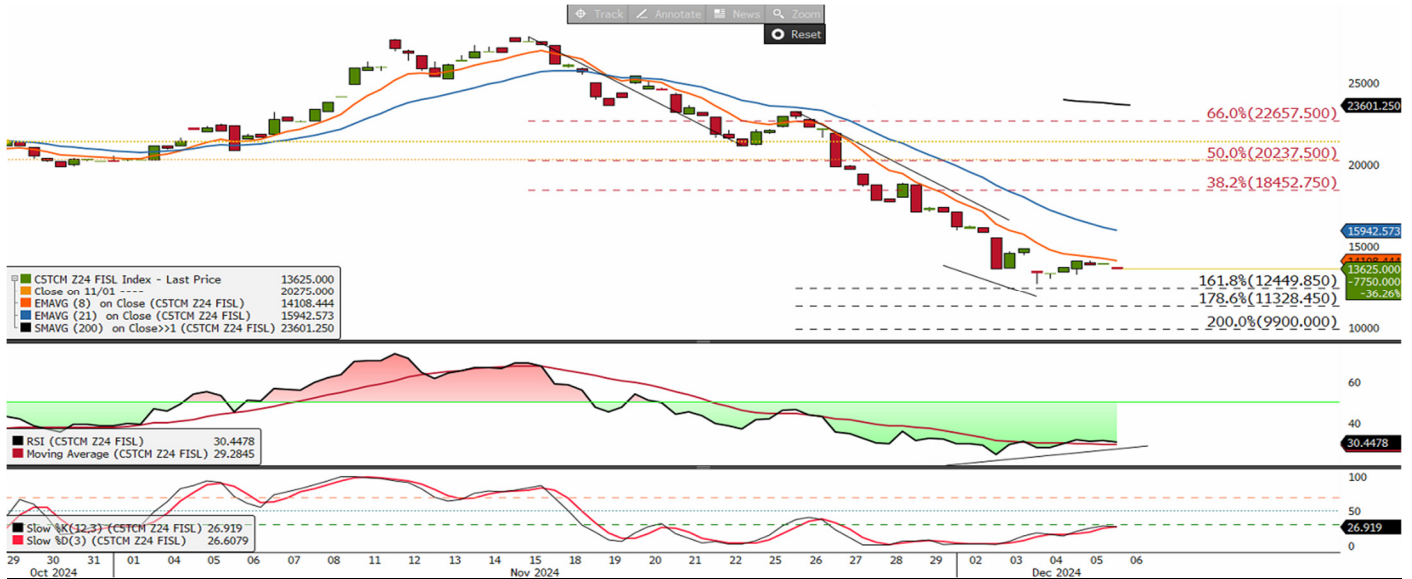 Track Annotate News Zoom
Reset
25000
23601.250
66.0%(22657.500)
20000
50.0%(20237.500)
38.2%(18452.750)
15942.573
15000
14108.444
13625.000
-7750.000
-36.26%
161.8%(12449.850)
178.6%(11328.450)
200.0%(9900.000)
10000
C5TCM Z24 FISL Index - Last Price 13625.000
Close on 11/01 ---- 20275.000
EMAVG (8) on Close (C5TCM Z24 FISL) 14108.444
EMAVG (21) on Close (C5TCM Z24 FISL) 15942.573
SMAVG (200) on Close>>1 (C5TCM Z24 FISL) 23601.250
60
40
30.4478
RSI (C5TCM Z24 FISL) 30.4478
Moving Average (C5TCM Z24 FISL) 29.2845
100
50
26.919
0
Slow %K(12,3) (C5TCM Z24 FISL) 26.919
Slow %D(3) (C5TCM Z24 FISL) 26.6079
29 30 31 01 04 05 06 07 08 11 12 13 14 15 18 19 20 21 22 25 26 27 28 29 02 03 04 05 06
Oct 2024 Nov 2024 Dec 2024